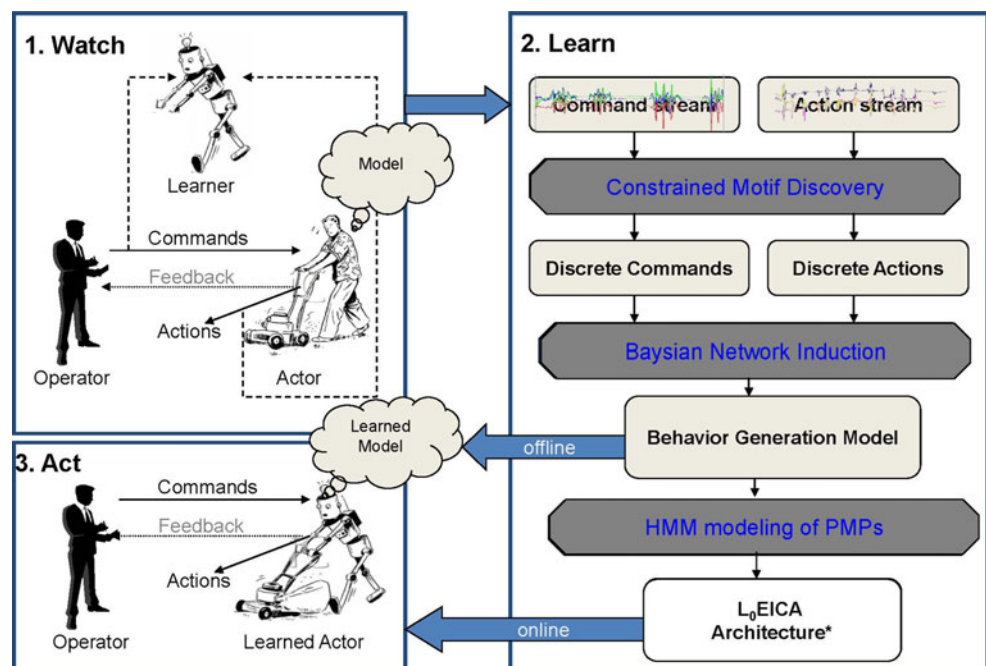 1. Watch
Learner
Model
Commands
Feedback
Actions
Operator
Actor
2. Learn
Command stream
Action stream
Constrained Motif Discovery
Discrete Commands
Discrete Actions
Baysian Network Induction
Behavior Generation Model
offline
HMM modeling of PMPs
L₀EICA
Architecture*
online
Learned
Model
3. Act
Commands
Feedback
Actions
Operator
Learned Actor